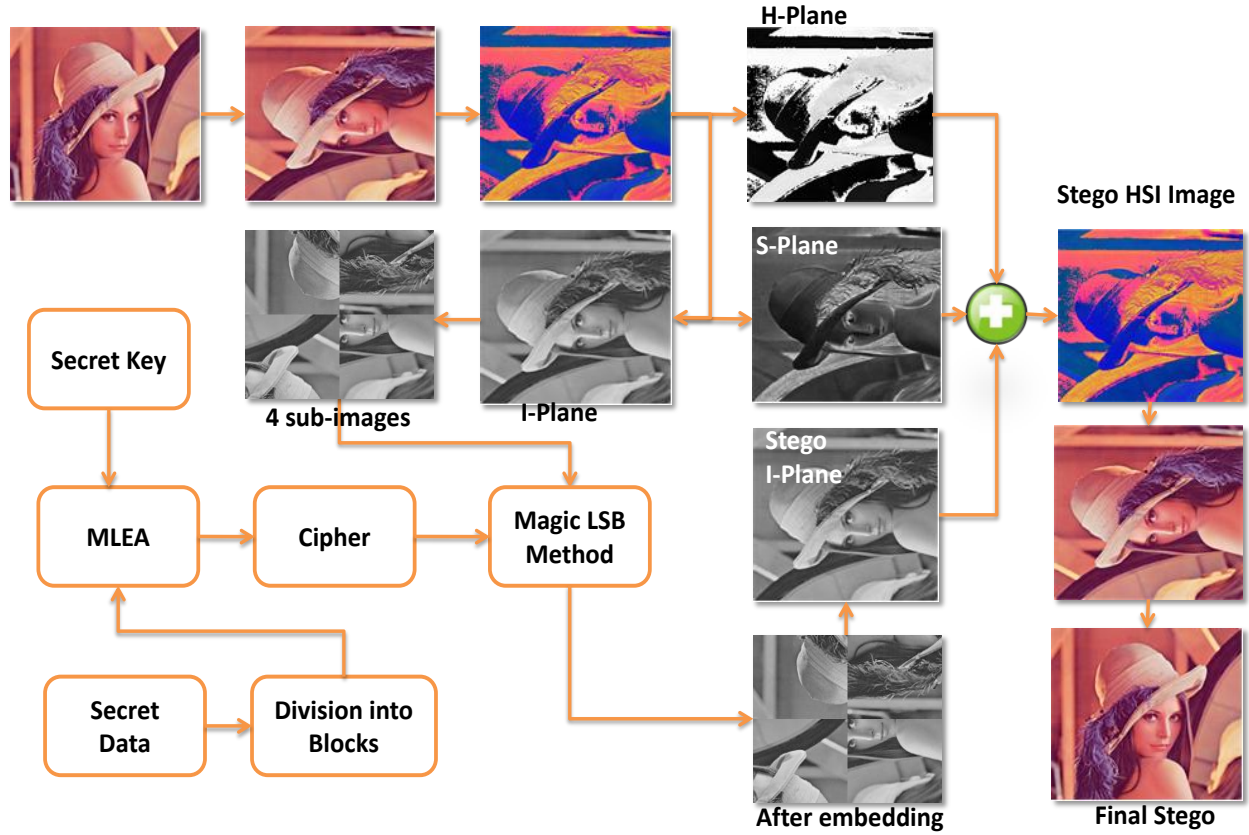 H-Plane
Stego HSI Image
S-Plane
Secret Key
4 sub-images
I-Plane
Stego
I-Plane
MLEA
Cipher
Magic LSB
Method
Secret
Data
Division into
Blocks
After embedding
Final Stego